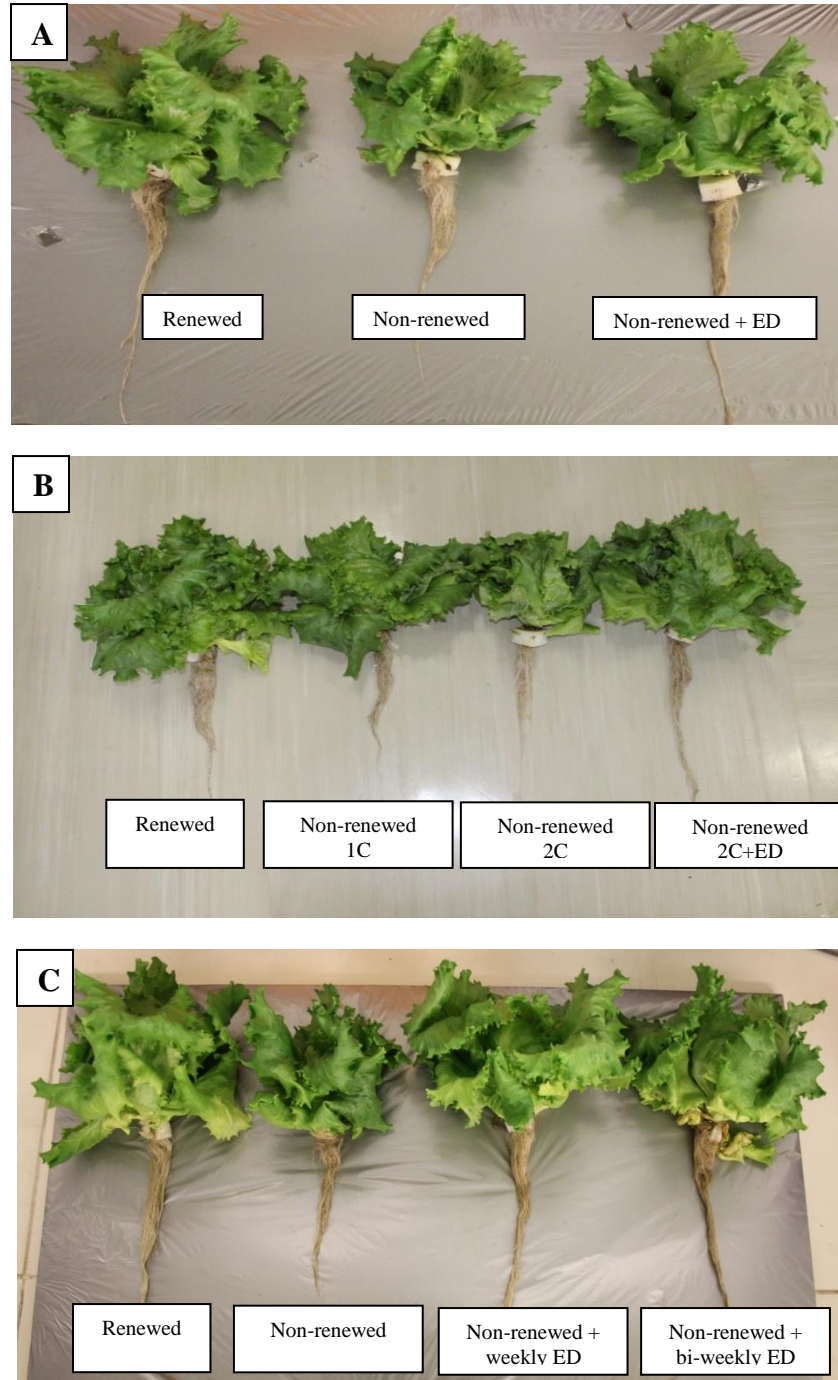 A
Renewed
Non-renewed
Non-renewed + ED
B
Renewed
Non-renewed
1C
Non-renewed
2C
Non-renewed
2C+ED
C
Renewed
Non-renewed
Non-renewed +
weekly ED
Non-renewed +
bi-weekly ED